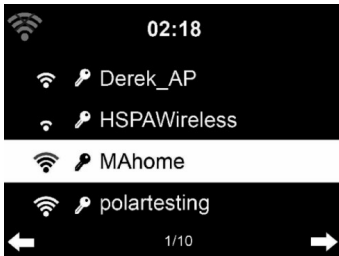 02:18
Derek_AP
HSPAWireless
MAhome
polartesting
1/10